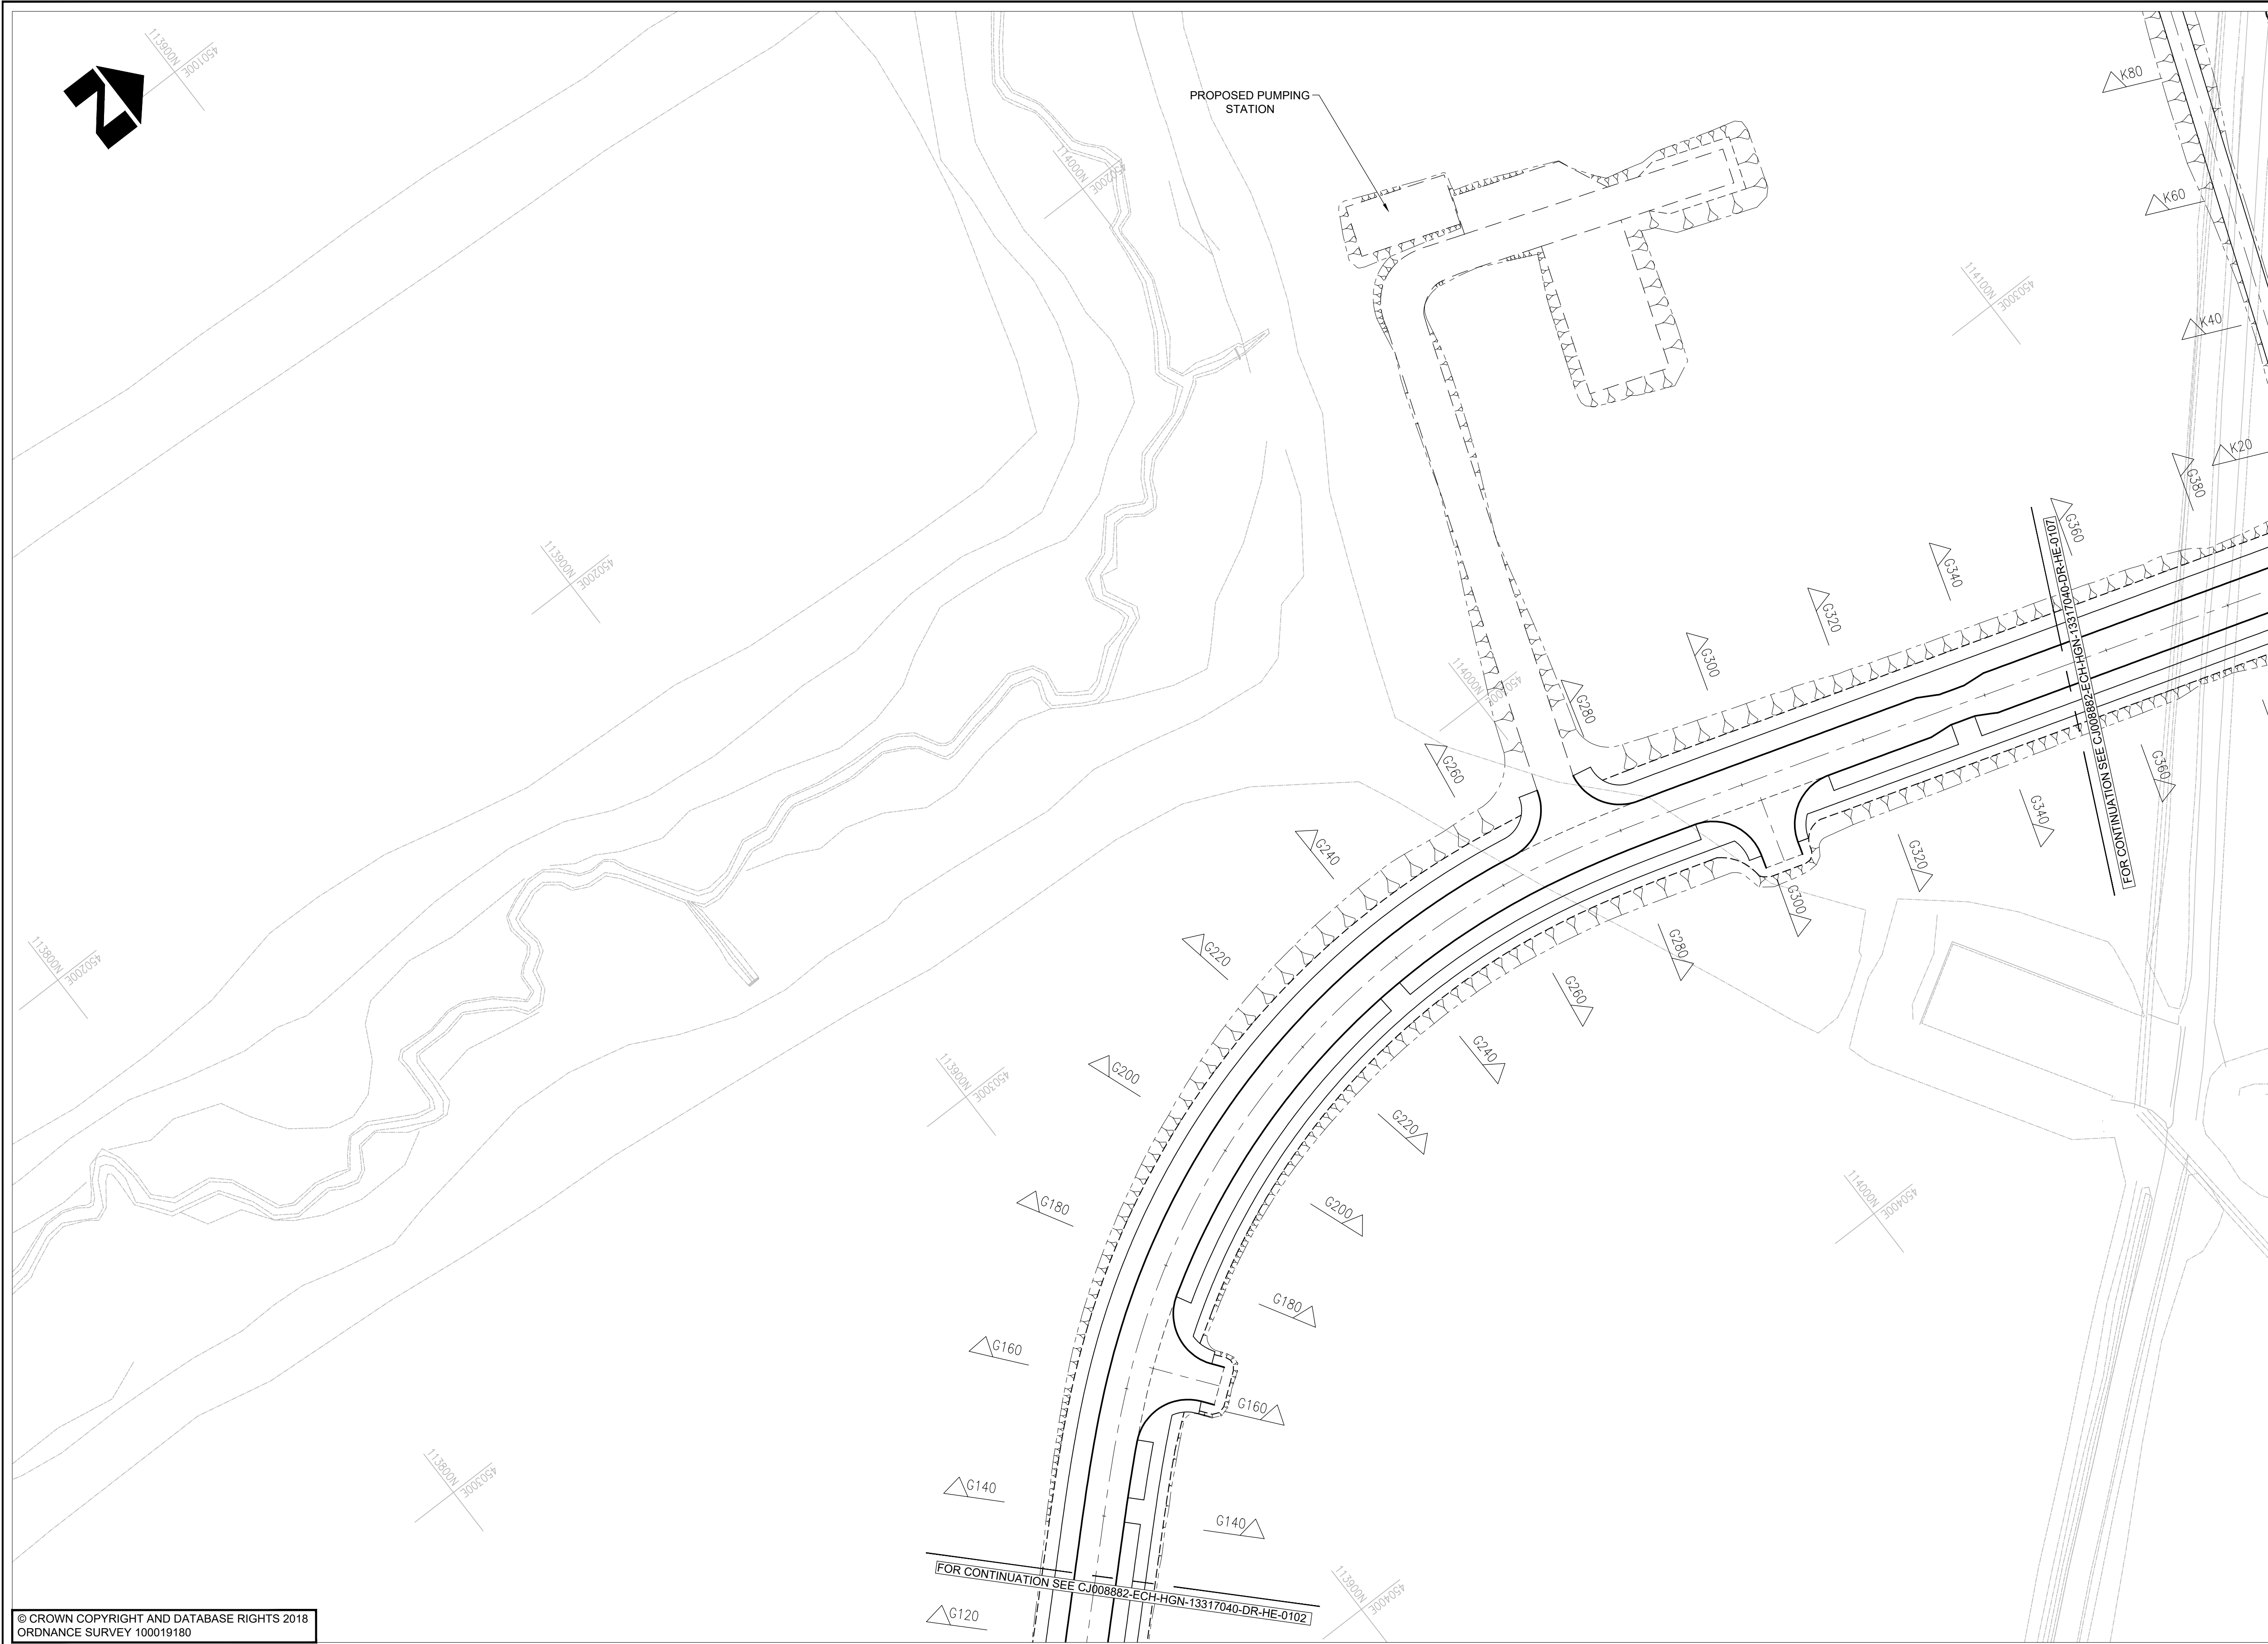 N
113900N
450100E
PROPOSED PUMPING
STATION
K80
114000N
450200E
K60
114100N
450300E
K40
K20
G380
G360
FOR CONTINUATION SEE CJ008882-ECH-HGN-13317040-DR-HE-0107
G340
113900N
450200E
G320
G300
114000N
450300E
G280
G260
G360
G340
G240
G320
G300
113800N
450200E
G220
G280
G260
G200
113900N
450300E
G240
G220
G180
G200
114000N
450400E
G180
G160
G160
113800N
450300E
G140
G140
FOR CONTINUATION SEE CJ008882-ECH-HGN-13317040-DR-HE-0102
113900N
450400E
G120
© CROWN COPYRIGHT AND DATABASE RIGHTS 2018
ORDNANCE SURVEY 100019180